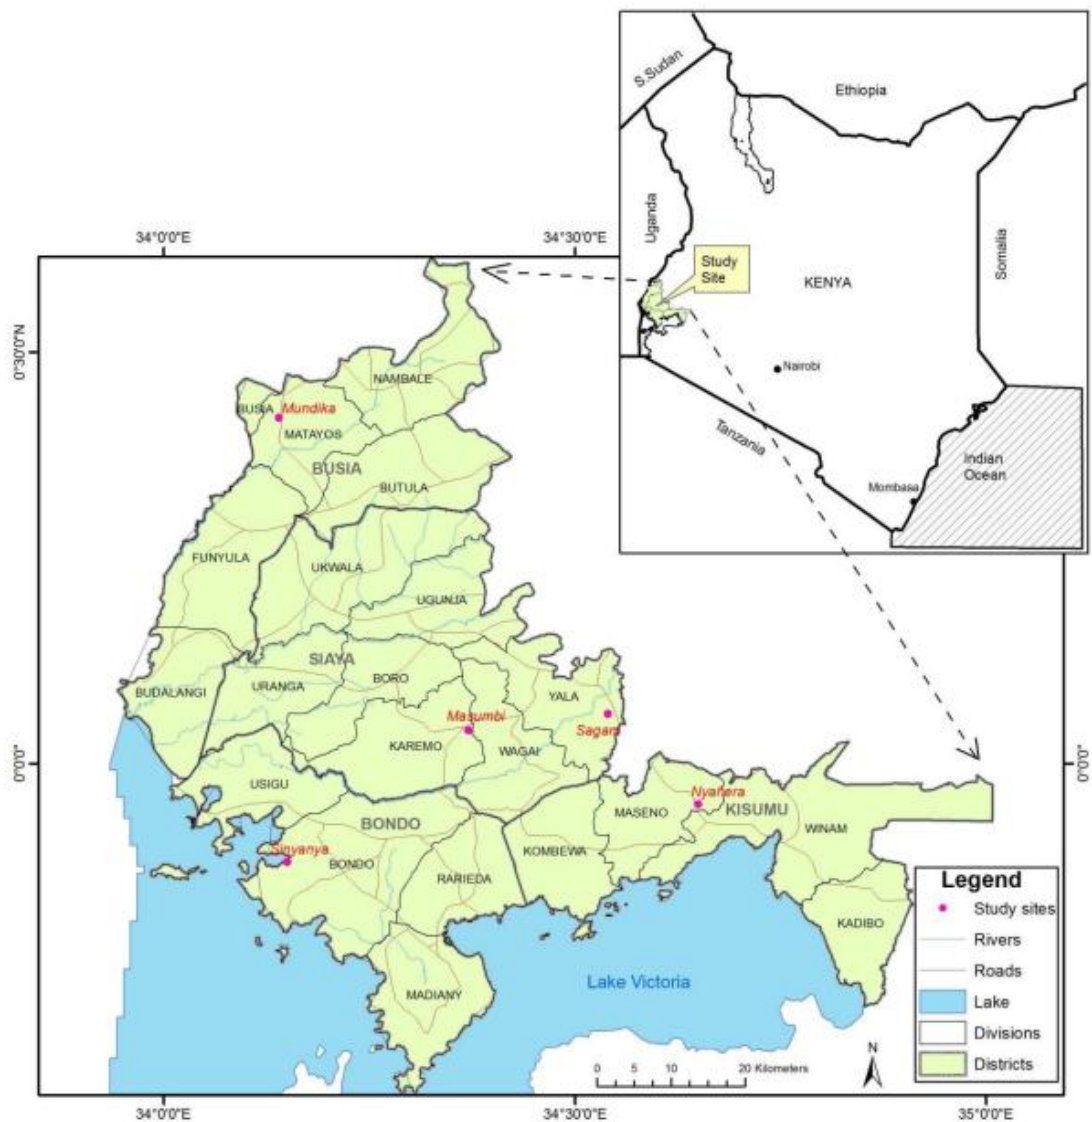 S.Sudan
Ethiopia
Uganda
Somalia
Study
Site
KENYA
Nairobi
Tanzania
Indian
Ocean
Mombasa
34°0'0"E
34°30'0"E
0°30'0"N
NAMBALE
BUSIA
Mundika
MATAYOS
BUSIA
BUTULA
FUNYULA
UKWALA
UGUNJA
SIAYA
BORO
URANGA
BUDALANGI
YALA
Masumbi
Sagam
KAREMO
WAGAI
0°0'0"
0°0'0"
USIGU
Nyahera
BONDO
MASENO
KISUMU
WINAM
Sinyanya
BONDO
KOMBEWA
RARIEDA
KADIBO
MADIANY
Lake Victoria
Legend
Study sites
Rivers
Roads
Lake
Divisions
Districts
N
0 5 10 20 Kilometers
34°0'0"E
34°30'0"E
35°0'0"E